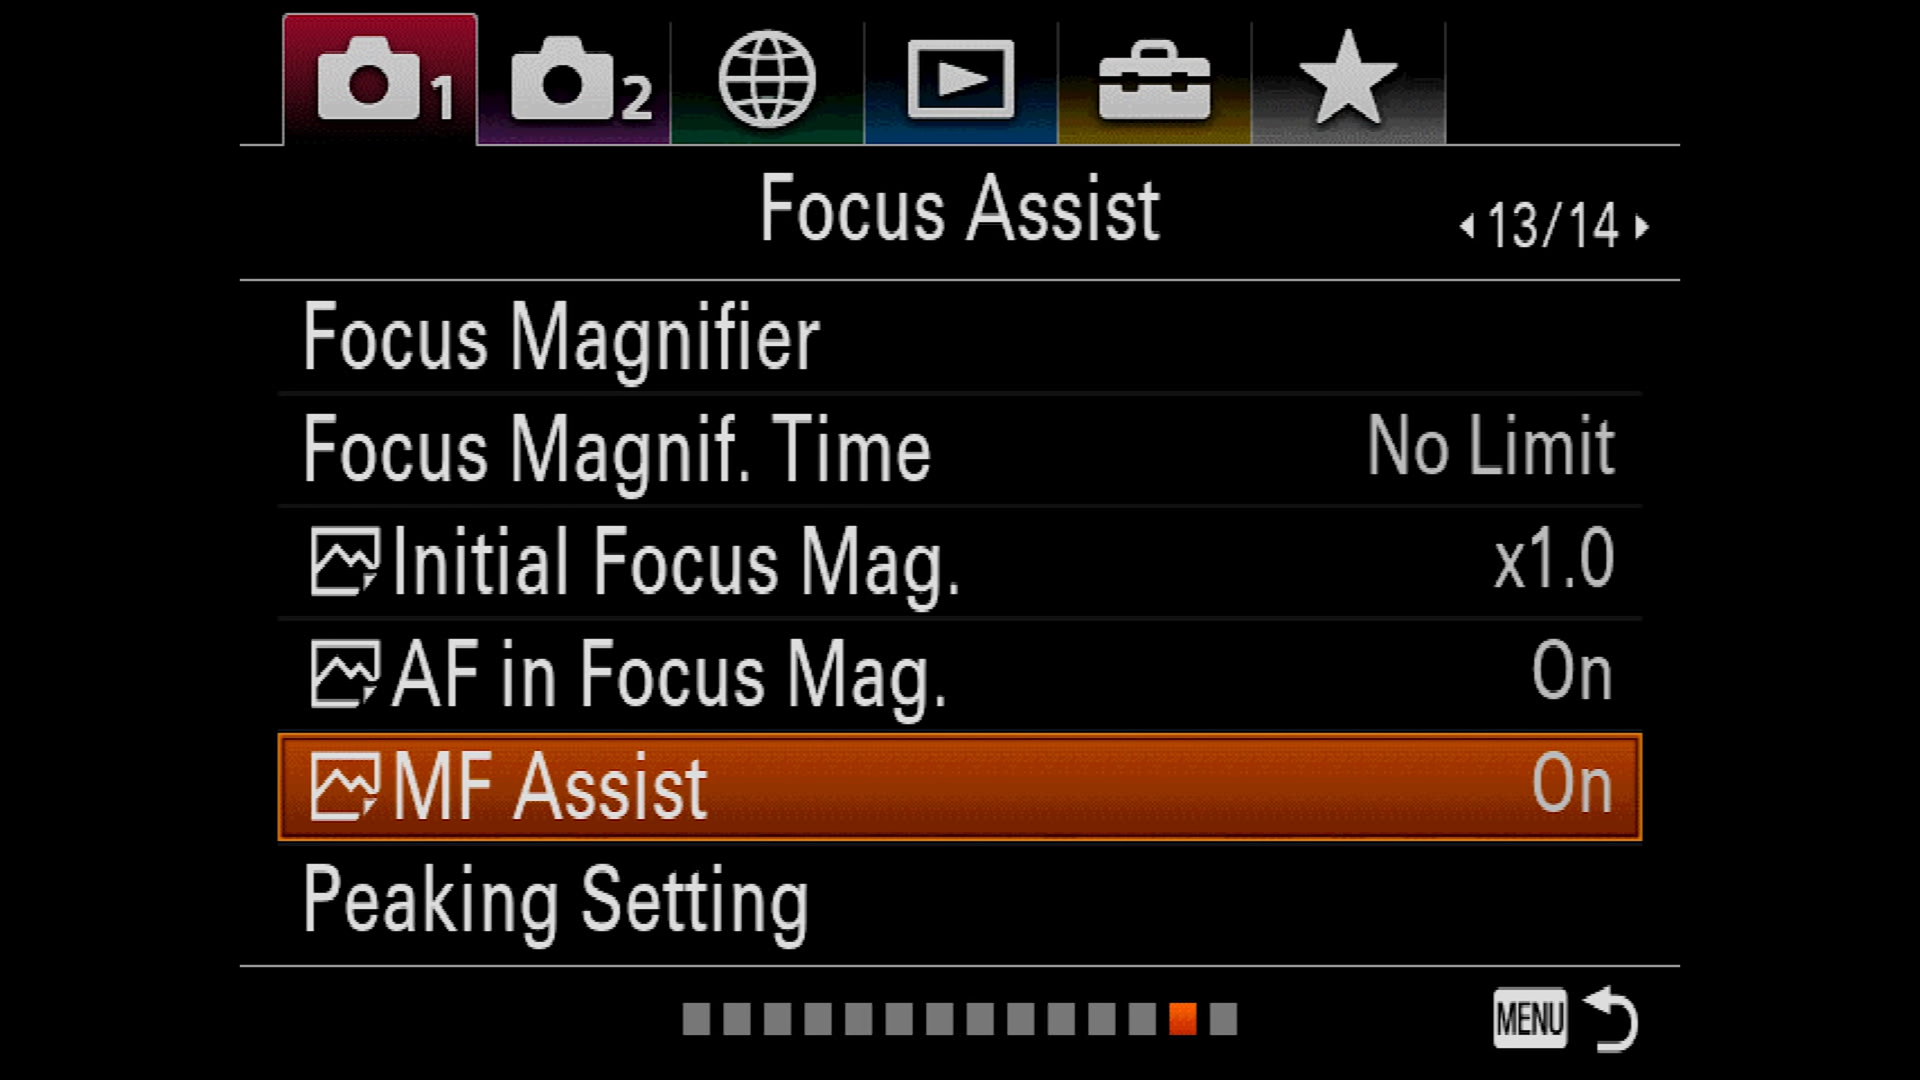 1
2
Focus Assist
13/14
Focus Magnifier
Focus Magnif. Time No Limit
Initial Focus Mag. x1.0
AF in Focus Mag. On
MF Assist On
Peaking Setting
MENU